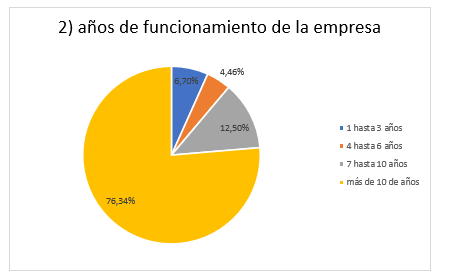 2) años de funcionamiento de la empresa
6,70%
4,46%
12,50%
76,34%
1 hasta 3 años
4 hasta 6 años
7 hasta 10 años
más de 10 de años